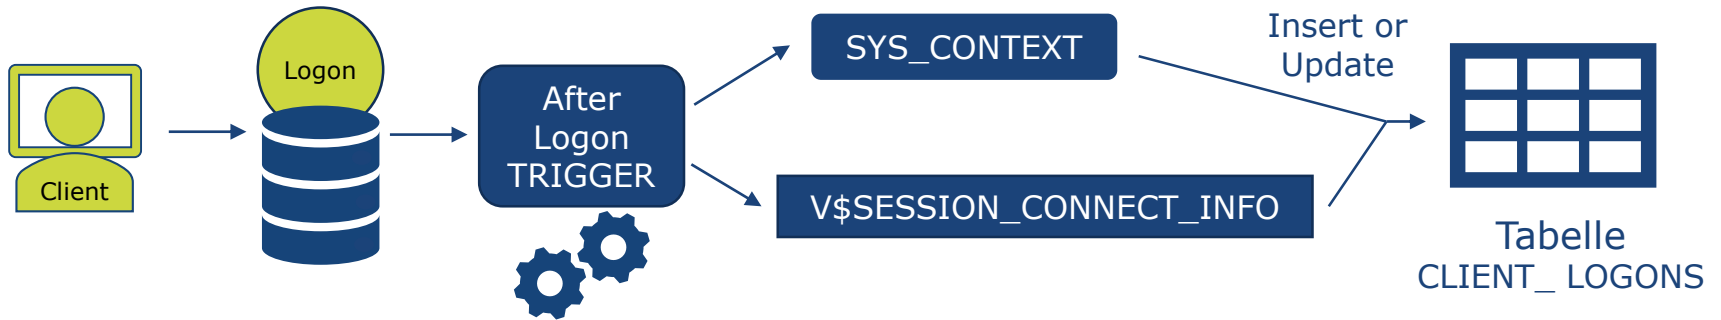 Client
Logon
After
Logon
TRIGGER
SYS_CONTEXT
V$SESSION_CONNECT_INFO
Insert or
Update
Tabelle
CLIENT_ LOGONS